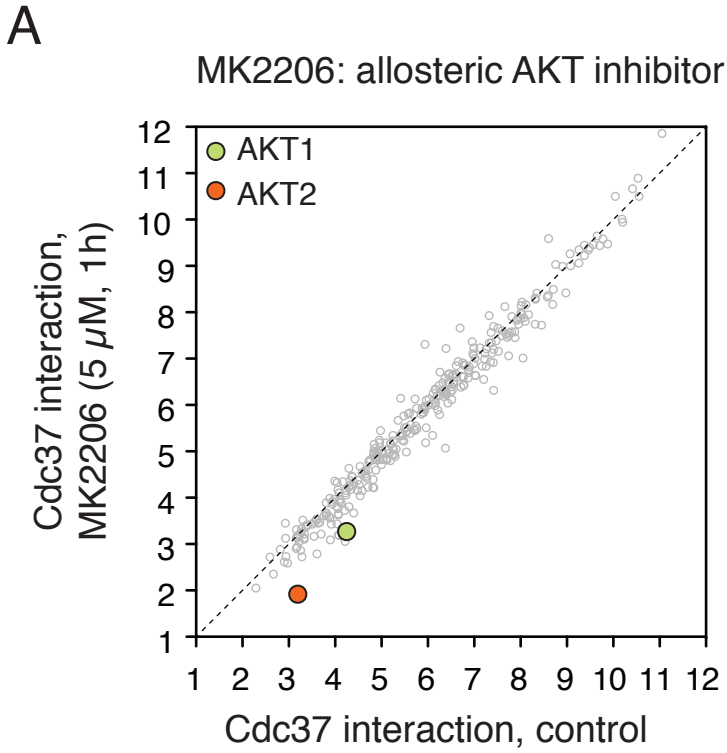 A
MK2206: allosteric AKT inhibitor
AKT1
AKT2
Cdc37 interaction,
MK2206 (5 µM, 1h)
12
11
10
9
8
7
6
5
4
3
2
1
1 2 3 4 5 6 7 8 9 10 11 12
Cdc37 interaction, control